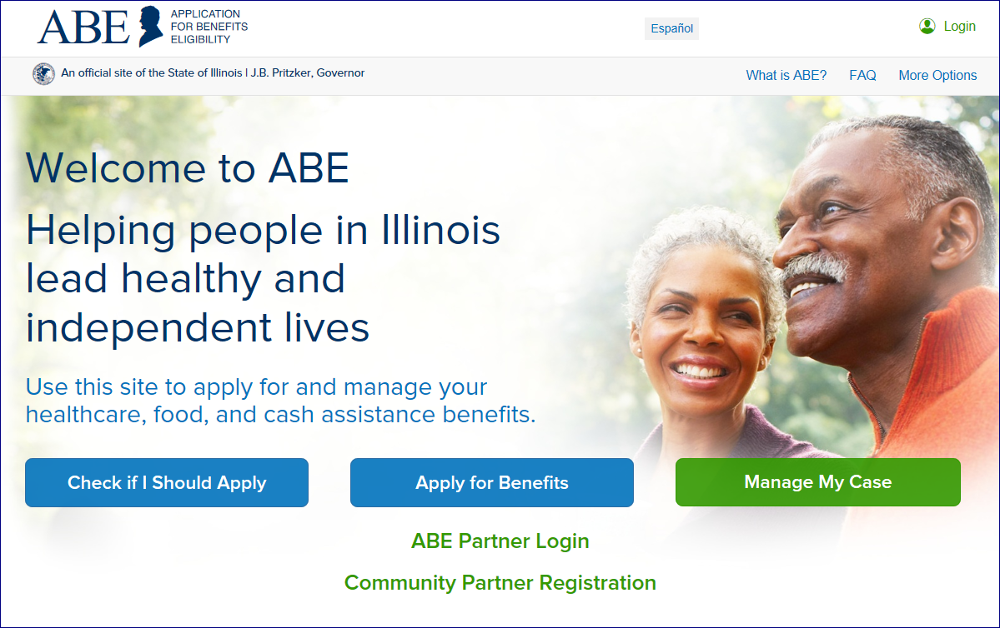 ABE
APPLICATION
FOR BENEFITS
ELIGIBILITY
Español
Login
An official site of the State of Illinois | J.B. Pritzker, Governor
What is ABE?
FAQ
More Options
Welcome to ABE
Helping people in Illinois
lead healthy and
independent lives
Use this site to apply for and manage your
healthcare, food, and cash assistance benefits.
Check if I Should Apply
Apply for Benefits
Manage My Case
ABE Partner Login
Community Partner Registration